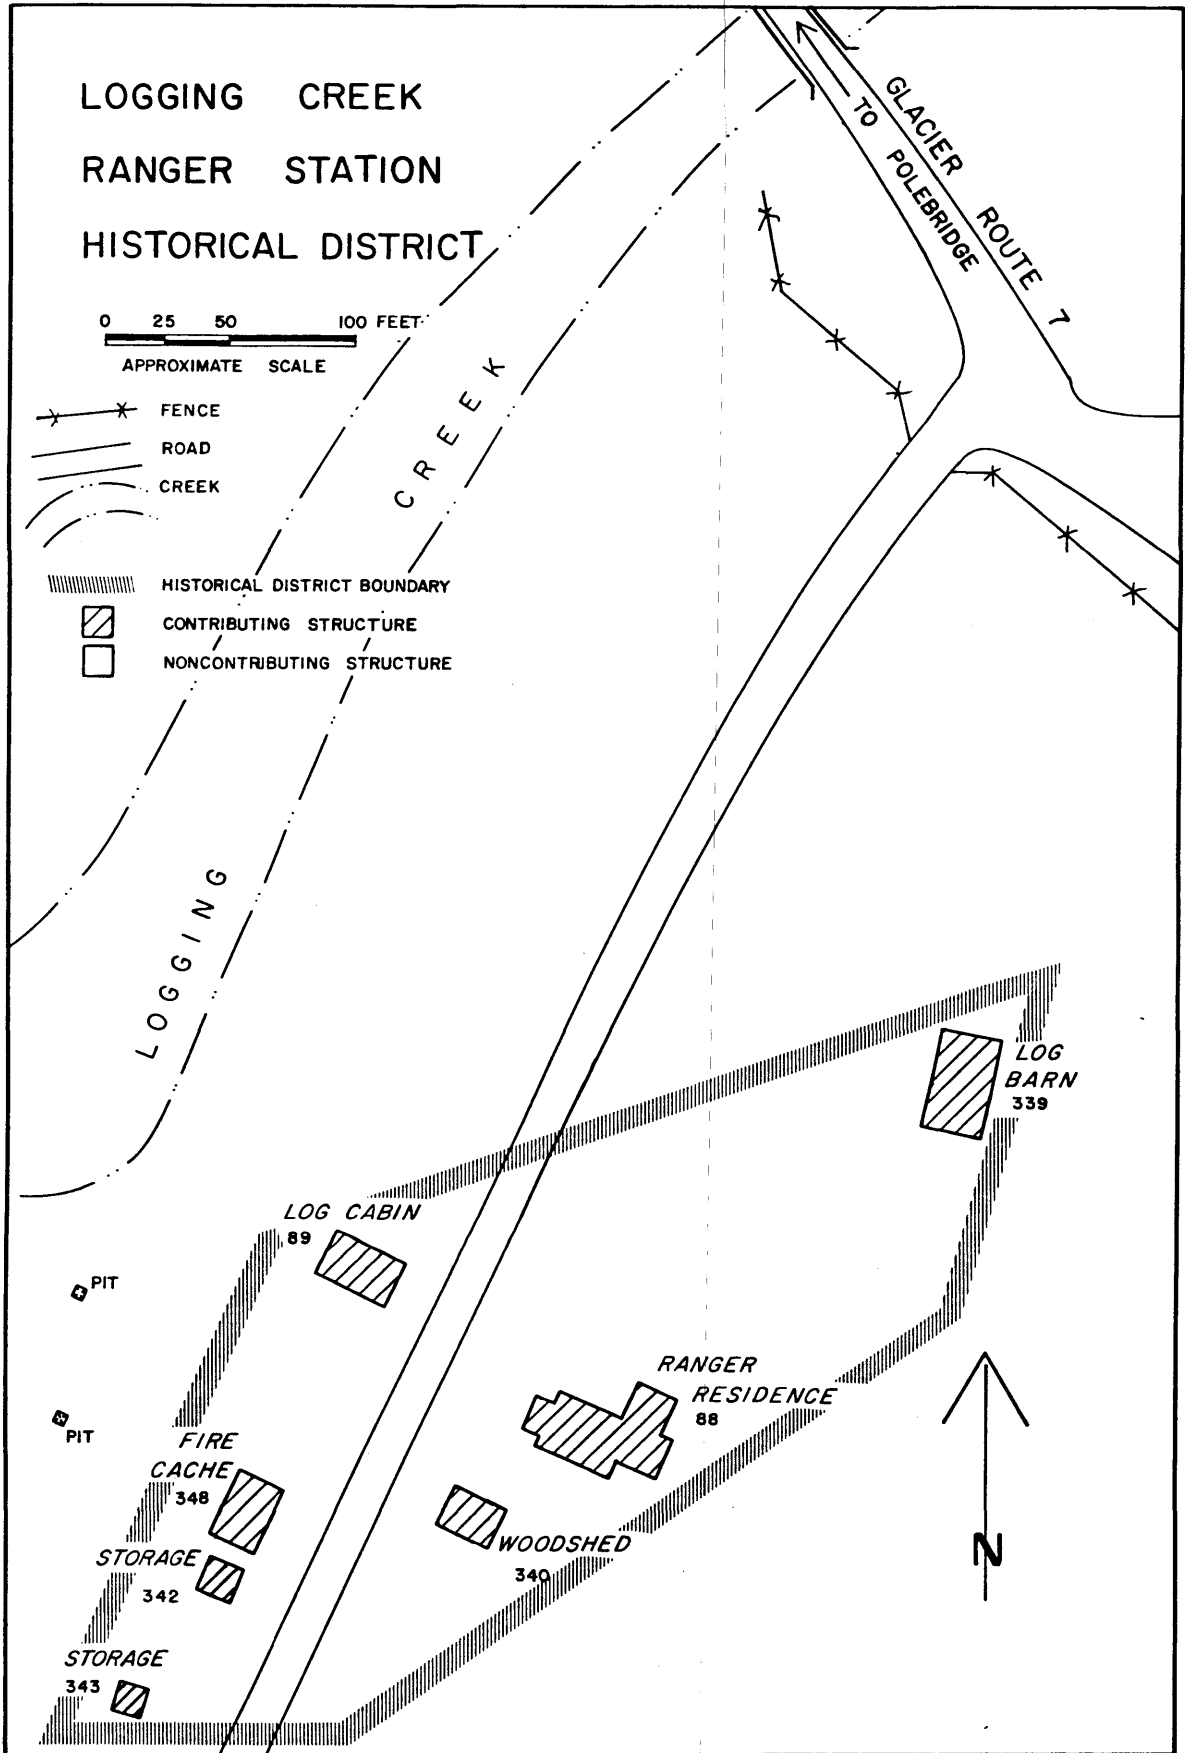 LOGGING CREEK
RANGER STATION
HISTORICAL DISTRICT
0 25 50 100 FEET
APPROXIMATE SCALE
FENCE
ROAD
CREEK
HISTORICAL DISTRICT BOUNDARY
CONTRIBUTING STRUCTURE
NONCONTRIBUTING STRUCTURE
GLACIER ROUTE 7
TO POLEBRIDGE
LOGGING CREEK
LOG
BARN
339
LOG CABIN
89
PIT
PIT
RANGER
RESIDENCE
88
FIRE
CACHE
348
STORAGE
342
WOODSHED
340
STORAGE
343
N